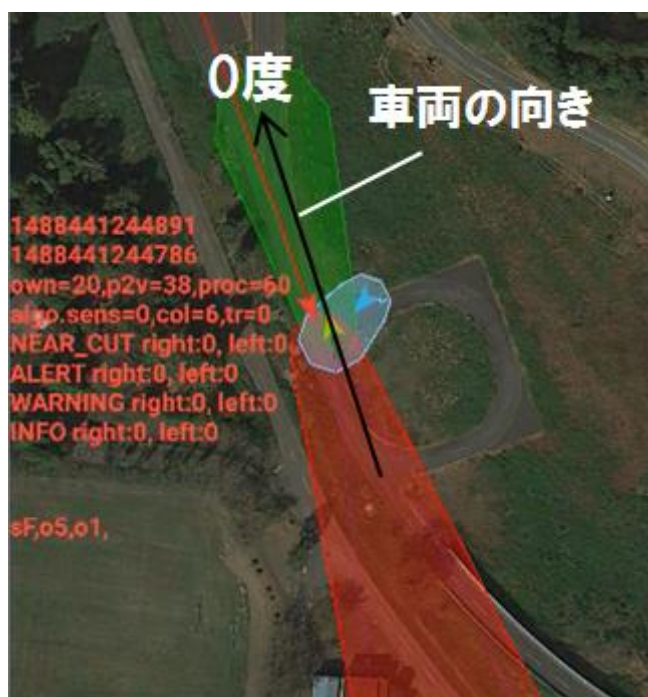 0度
車両の向き
1488441244891
1488441244786
own=20,p2v=38,proc=60
algo.sens=0,col=6,tr=0
NEAR_CUT right:0, left:0
ALERT right:0, left:0
WARNING right:0, left:0
INFO right:0, left:0
sF,o5,o1,